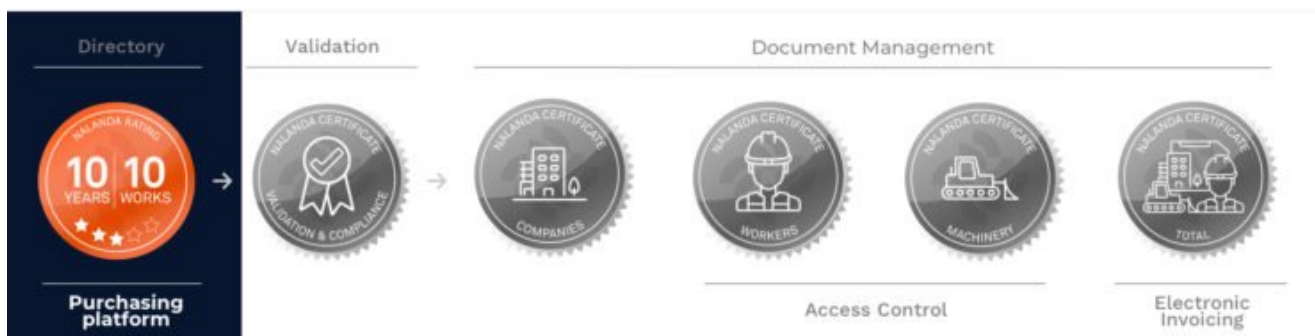 Directory
Validation
Document Management
NALANDA RATING
10 10
YEARS WORKS
NALANDA CERTIFICATE
VALIDATION & COMPLIANCE
NALANDA CERTIFICATE
COMPANIES
NALANDA CERTIFICATE
WORKERS
NALANDA CERTIFICATE
MACHINERY
NALANDA CERTIFICATE
TOTAL
Purchasing
platform
Access Control
Electronic
Invoicing